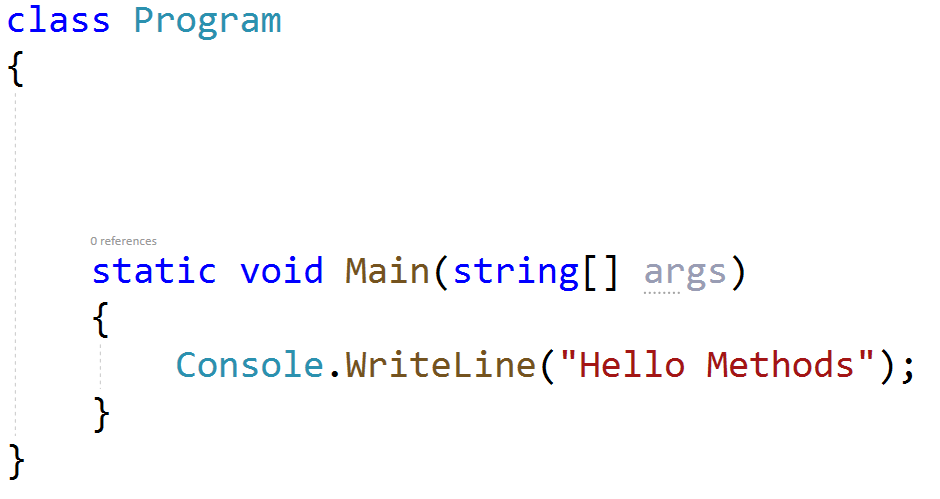 class Program
{
0 references
static void Main(string[] args)
{
Console.WriteLine("Hello Methods");
}
}